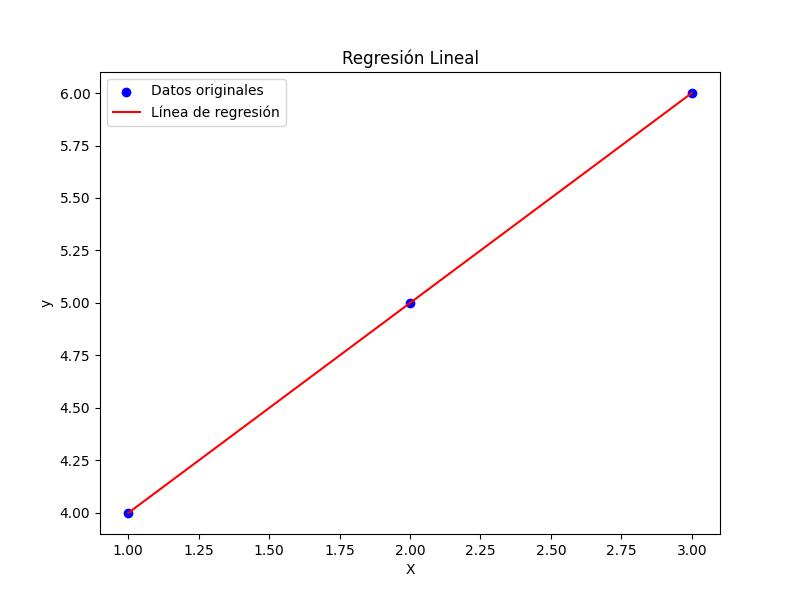 Regresión Lineal
Datos originales
Línea de regresión
6.00
5.75
5.50
5.25
5.00
4.75
4.50
4.25
4.00
y
1.00 1.25 1.50 1.75 2.00 2.25 2.50 2.75 3.00
X